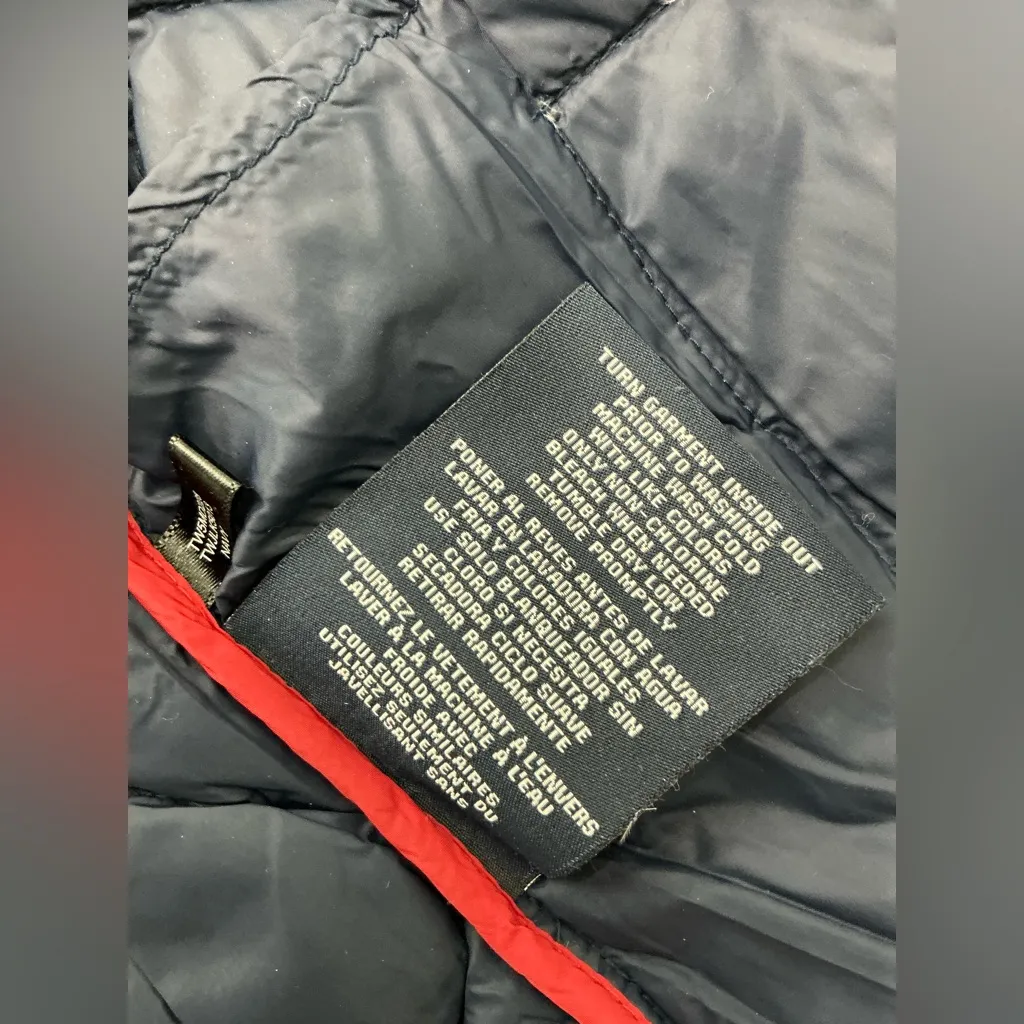 TURN GARMENT INSIDE OUT
PRIOR TO WASHING
MACHINE WASH COLD
WITH LIKE COLORS
ONLY NON-CHLORINE
BLEACH WHEN NEEDED
TUMBLE DRY LOW
REMOVE PROMPTLY
PONER AL REVES ANTES DE LAVAR
LAVAR EN LAVADORA CON AGUA
FRIA Y COLORES IGUALES
USE SOLO BLANQUEADOR SIN
CLORO SI NECESITA
SECADORA CICLO SUAVE
RETIRAR RAPIDAMENTE
RETOURNEZ LE VETEMENT À L'ENVERS
LAVER À LA MACHINE À L'EAU
FROIDE AVEC
COULEURS SIMILAIRES
UTILISEZ SEULEMENT DU
JAVELLISANT SANS